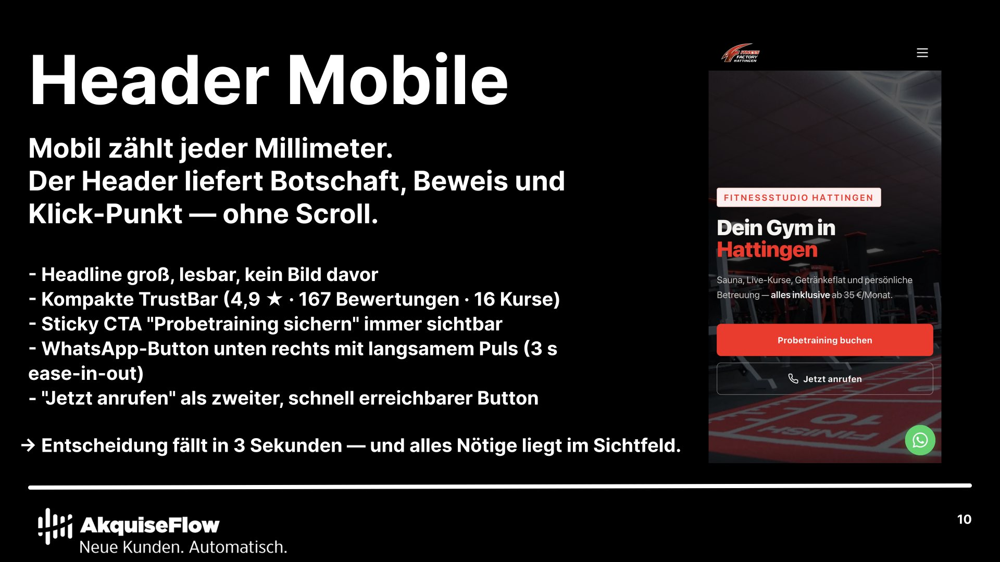 Header Mobile
Mobil zählt jeder Millimeter.
Der Header liefert Botschaft, Beweis und
Klick-Punkt — ohne Scroll.
- Headline groß, lesbar, kein Bild davor
- Kompakte TrustBar (4,9 ★ · 167 Bewertungen · 16 Kurse)
- Sticky CTA "Probetraining sichern" immer sichtbar
- WhatsApp-Button unten rechts mit langsamem Puls (3 s
ease-in-out)
- "Jetzt anrufen" als zweiter, schnell erreichbarer Button
→ Entscheidung fällt in 3 Sekunden — und alles Nötige liegt im Sichtfeld.
FITNESS
FACTORY
HATTINGEN
FITNESSSTUDIO HATTINGEN
Dein Gym in
Hattingen
Sauna, Live-Kurse, Getränkeflat und persönliche
Betreuung — alles inklusive ab 35 €/Monat.
Probetraining buchen
Jetzt anrufen
10
FINISH
AkquiseFlow
Neue Kunden. Automatisch.
10